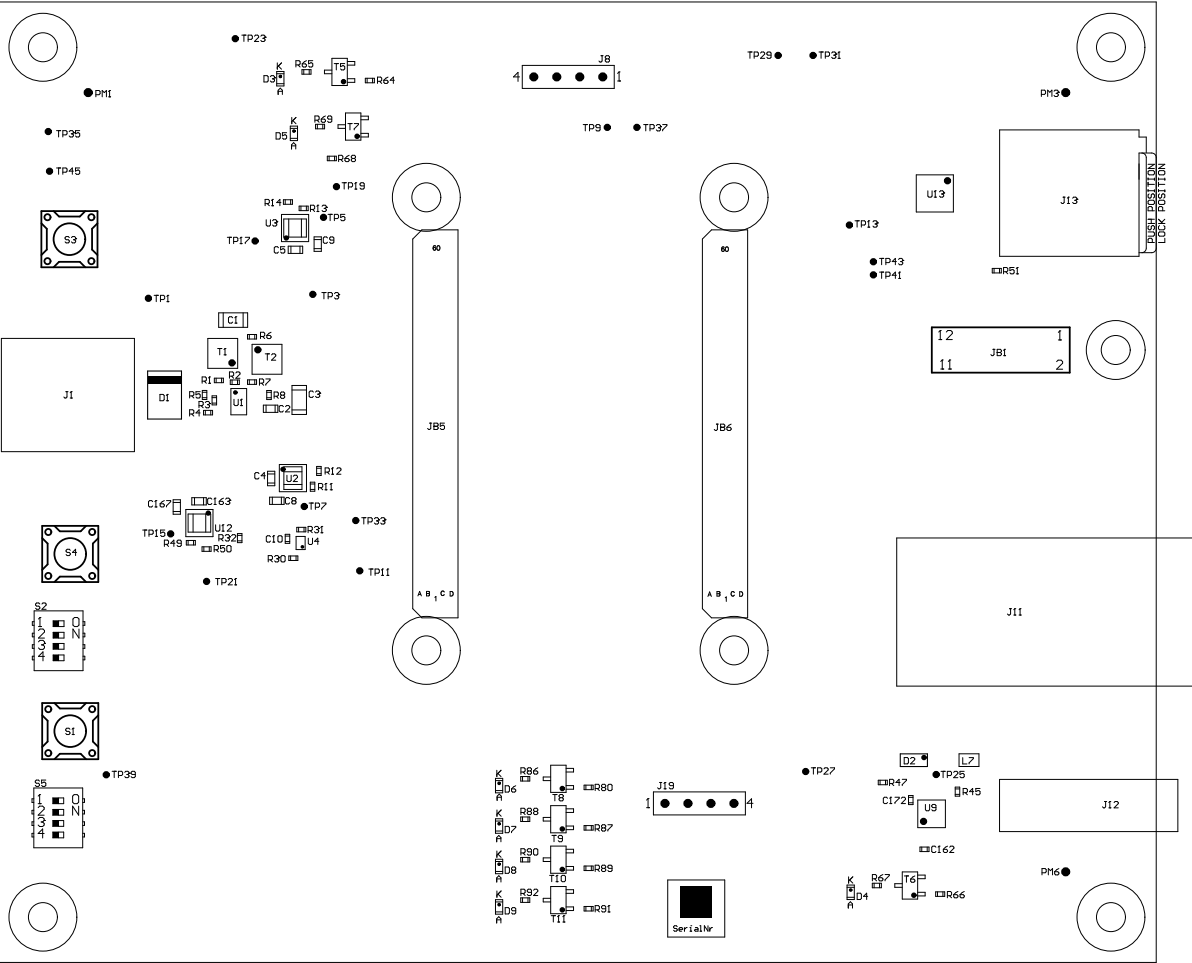 TP23
K
R65
T5
D3
R64
A
J8
4
1
TP29
TP31
PM1
PM3
K
R69
D5
T7
A
R68
TP9
TP37
TP35
TP45
TP19
R14
R13
U3
TP5
TP17
C5
C9
S3
U13
J13
PUSH POSITION
LOCK POSITION
TP13
TP43
TP41
R51
60
60
TP1
TP3
C1
R6
T1
T2
R2
R1
R7
R5
R3
R4
U1
R8
C2
C3
J1
D1
12
1
JB1
11
2
JB5
JB6
C4
U2
R12
R11
C8
TP7
C167
C163
U12
TP15
R49
R50
R32
C10
R31
U4
R30
TP33
TP11
TP21
S4
A B 1 C D
A B 1 C D
J11
S2
1
2
3
4
O
N
S1
TP39
S5
1
2
3
4
O
N
K
R86
D6
A
T8
R80
K
R88
D7
A
T9
R87
K
R90
D8
A
T10
R89
K
R92
D9
A
T11
R91
J19
1
4
SerialNr
TP27
D2
L7
TP25
R47
R45
C172
U9
C162
J12
K
R67
T6
D4
A
R66
PM6